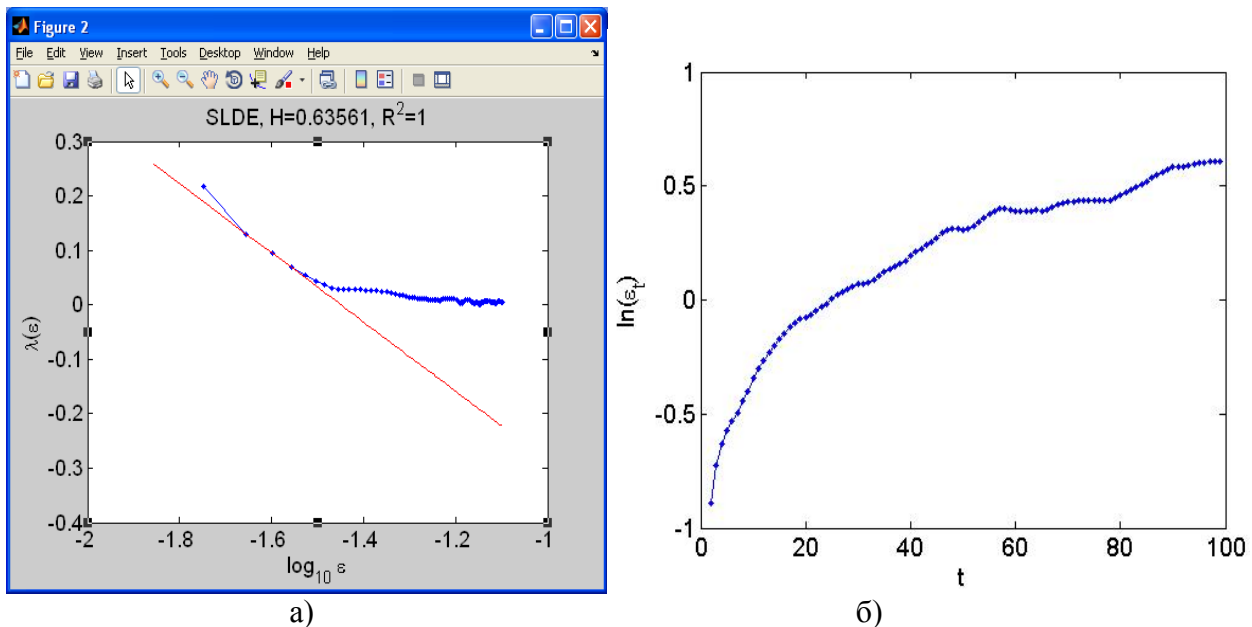 Figure 2
File Edit View Insert Tools Desktop Window Help
SLDE, H=0.63561, R²=1
0.3
0.2
0.1
0
-0.1
-0.2
-0.3
-0.4
λ(ε)
-2 -1.8 -1.6 -1.4 -1.2 -1
log₁₀ ε
а)
1
0.5
0
-0.5
-1
ln(εₜ)
0 20 40 60 80 100
t
б)